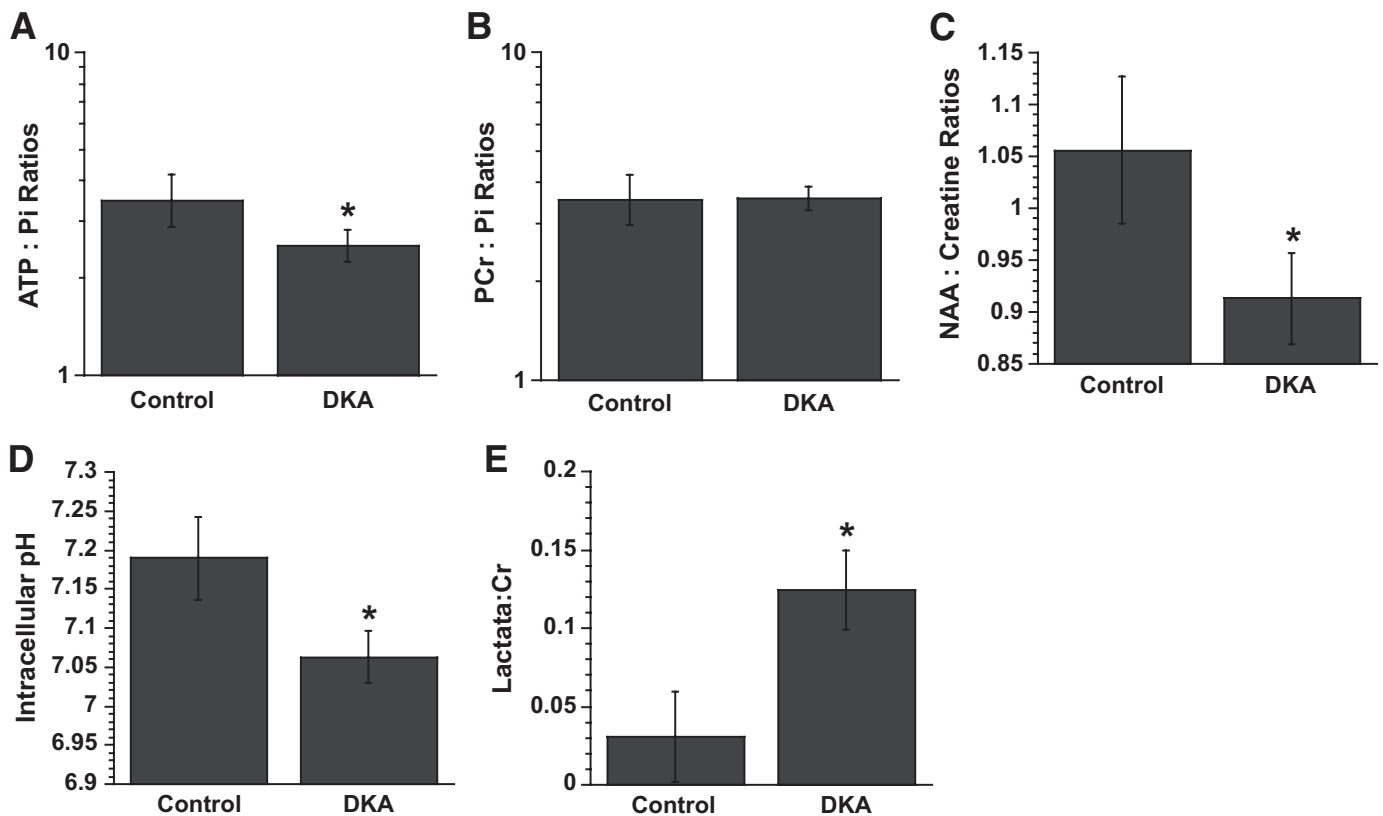 A
10
1
ATP : Pi Ratios
*
Control
DKA
B
10
1
PCr : Pi Ratios
Control
DKA
C
1.15
1.1
1.05
1
0.95
0.9
0.85
NAA : Creatine Ratios
*
Control
DKA
D
7.3
7.25
7.2
7.15
7.1
7.05
7
6.95
6.9
Intracellular pH
*
Control
DKA
E
0.2
0.15
0.1
0.05
0
Lactata:Cr
*
Control
DKA